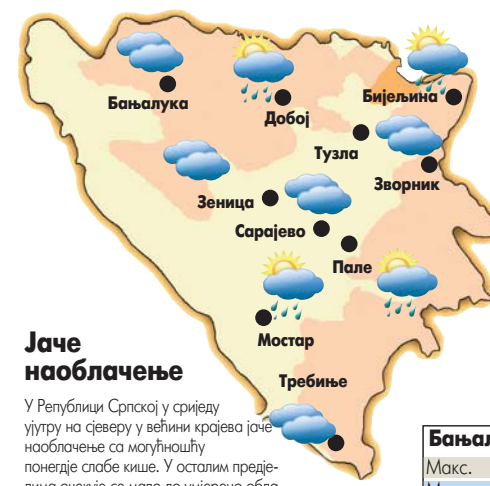 Бањалука
Добој
Бијељина
Тузла
Зворник
Зеница
Сарајево
Пале
Мостар
Требиње
Јаче
наоблачење
У Републици Српској у сриједу
ујутру на сјеверу у већини крајева јаче
наоблачење са могућношћу
понегдје слабе кише. У осталим предје-
Макс.